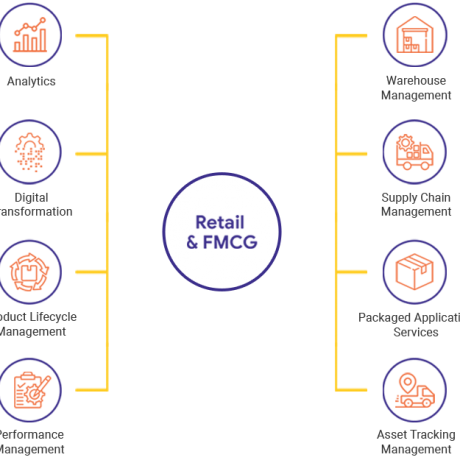 Analytics
Digital
ransformation
oduct Lifecycle
Management
Performance
Management
Retail
& FMCG
Warehouse
Management
Supply Chain
Management
Packaged Applicati
Services
Asset Tracking
Management